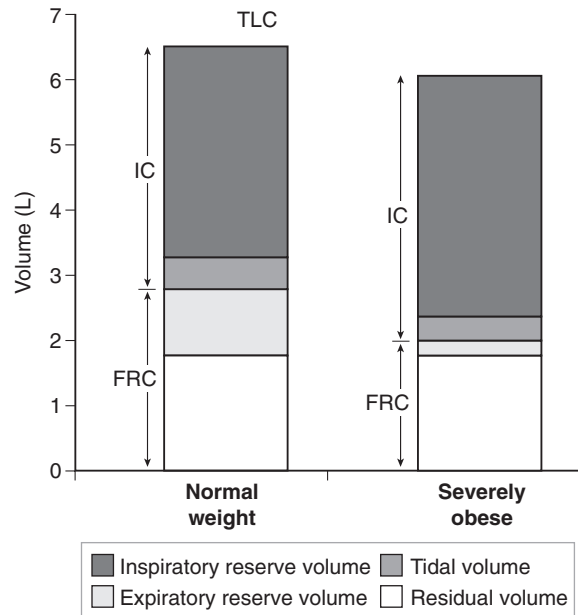 TLC
7
6
5
4
3
2
1
0
Volume (L)
IC
FRC
IC
FRC
Normal
weight
Severely
obese
Inspiratory reserve volume
Tidal volume
Expiratory reserve volume
Residual volume